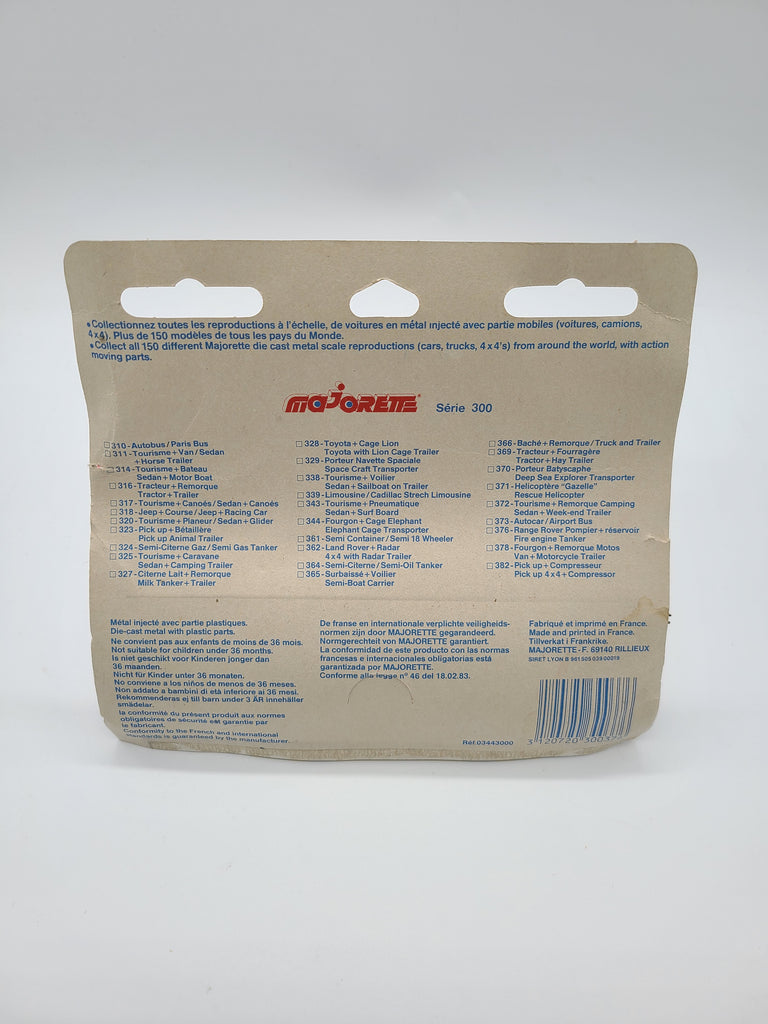 •Collectionnez toutes les reproductions à l'échelle, de voitures en métal injecté avec partie mobiles (voitures, camions,
4x4). Plus de 150 modèles de tous les pays du Monde.
•Collect all 150 different Majorette die cast metal scale reproductions (cars, trucks, 4x4's) from around the world, with action
moving parts.
MAJORETTE Série 300
310-Autobus/Paris Bus
311-Tourisme+Van/Sedan
+Horse Trailer
314-Tourisme+Bateau
Sedan+Motor Boat
316-Tracteur+Remorque
Tractor+Trailer
317-Tourisme+Canoës/Sedan+Canoés
318-Jeep+Course/Jeep+Racing Car
320-Tourisme+Planeur/Sedan+Glider
323-Pick up+Bétaillère
Pick up Animal Trailer
324-Semi-Citerne Gaz/Semi Gas Tanker
325-Tourisme+Caravane
Sedan+Camping Trailer
327-Citerne Lait+Remorque
Milk Tanker+Trailer
328-Toyota+Cage Lion
Toyota with Lion Cage Trailer
329-Porteur Navette Spaciale
Space Craft Transporter
338-Tourisme+Voilier
Sedan+Sailboat on Trailer
339-Limousine/Cadillac Strech Limousine
343-Tourisme+Pneumatique
Sedan+Surf Board
344-Fourgon+Cage Elephant
Elephant Cage Transporter
361-Semi Container/Semi 18 Wheeler
362-Land Rover+Radar
4x4 with Radar Trailer
364-Semi-Citerne/Semi-Oil Tanker
365-Surbaissé+Voilier
Semi-Boat Carrier
366-Baché+Remorque/Truck and Trailer
369-Tracteur+Fourragère
Tractor+Hay Trailer
370-Porteur Batyscaphe
Deep Sea Explorer Transporter
371-Helicoptère "Gazelle"
Rescue Helicopter
372-Tourisme+Remorque Camping
Sedan+Week-end Trailer
373-Autocar/Airport Bus
376-Range Rover Pompier+réservoir
Fire engine Tanker
378-Fourgon+Remorque Motos
Van+Motorcycle Trailer
382-Pick up+Compresseur
Pick up 4x4+Compressor
Métal injecté avec partie plastiques.
Die-cast metal with plastic parts.
Ne convient pas aux enfants de moins de 36 mois.
Not suitable for children under 36 months.
Is niet geschikt voor Kinderen jonger dan
36 maanden.
Nicht für Kinder unter 36 monaten.
No conviene a los niños de menos de 36 meses.
Non addato a bambini di età inferiore ai 36 mesi.
Rekommenderas ej till barn under 3 ÄR innehåller
smådelar.
la conformité du présent produit aux normes
obligatoires de sécurité est garantie par
le fabricant.
Conformity to the French and international
standards is guaranteed by the manufacturer.
De franse en internationale verplichte veiligheids-
normen zijn door MAJORETTE gegarandeerd.
Normgerechteit von MAJORETTE garantiert.
La conformidad de este producto con las normas
francesas e internacionales obligatorias está
garantizada por MAJORETTE.
Conforme alla legge n° 46 del 18.02.83.
Réf.03443000
Fabriqué et imprimé en France.
Made and printed in France.
Tillverkat i Frankrike.
MAJORETTE-F. 69140 RILLIEUX
SIRET LYON B
3 120720 30037